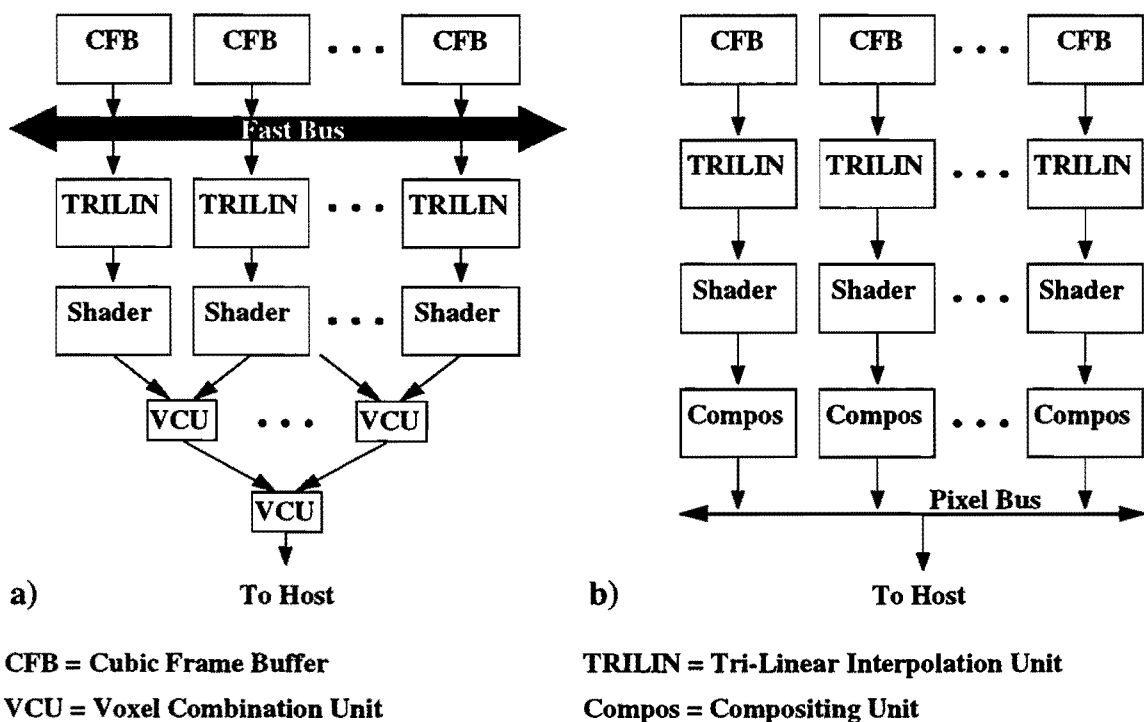 CFB CFB • • • CFB
Fast Bus
TRILIN TRILIN • • • TRILIN
Shader Shader • • • Shader
VCU • • • VCU
VCU
To Host
a)
CFB CFB • • • CFB
TRILIN TRILIN • • • TRILIN
Shader Shader • • • Shader
Compos Compos • • • Compos
Pixel Bus
To Host
b)
CFB = Cubic Frame Buffer
TRILIN = Tri-Linear Interpolation Unit
VCU = Voxel Combination Unit
Compos = Compositing Unit